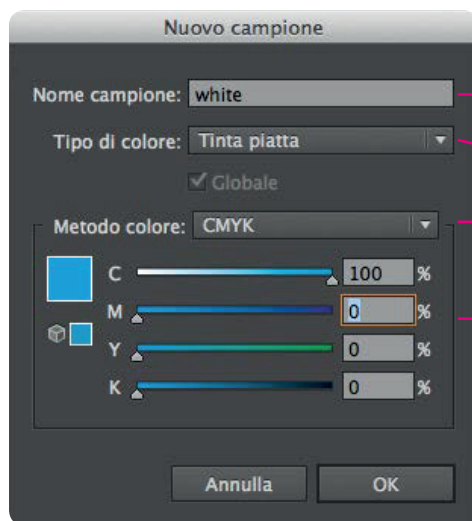 Nuovo campione
Nome campione: white
Tipo di colore: Tinta piatta
Globale
Metodo colore: CMYK
C 100 %
M 0 %
Y 0 %
K 0 %
Annulla OK